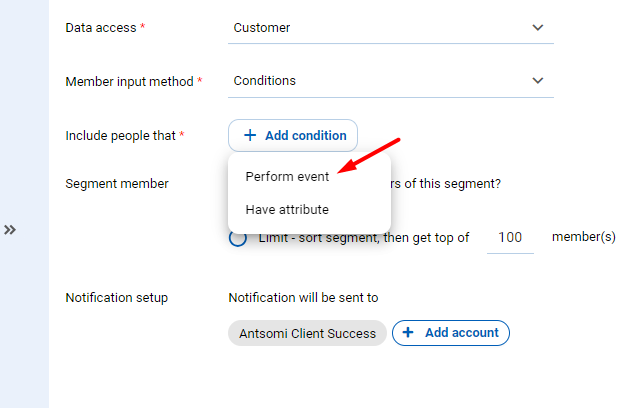 Data access *
Customer
Member input method *
Conditions
Include people that *
+ Add condition
Perform event
Have attribute
Segment member
rs of this segment?
Limit - sort segment, then get top of 100 member(s)
Notification setup
Notification will be sent to
Antsomi Client Success
+ Add account